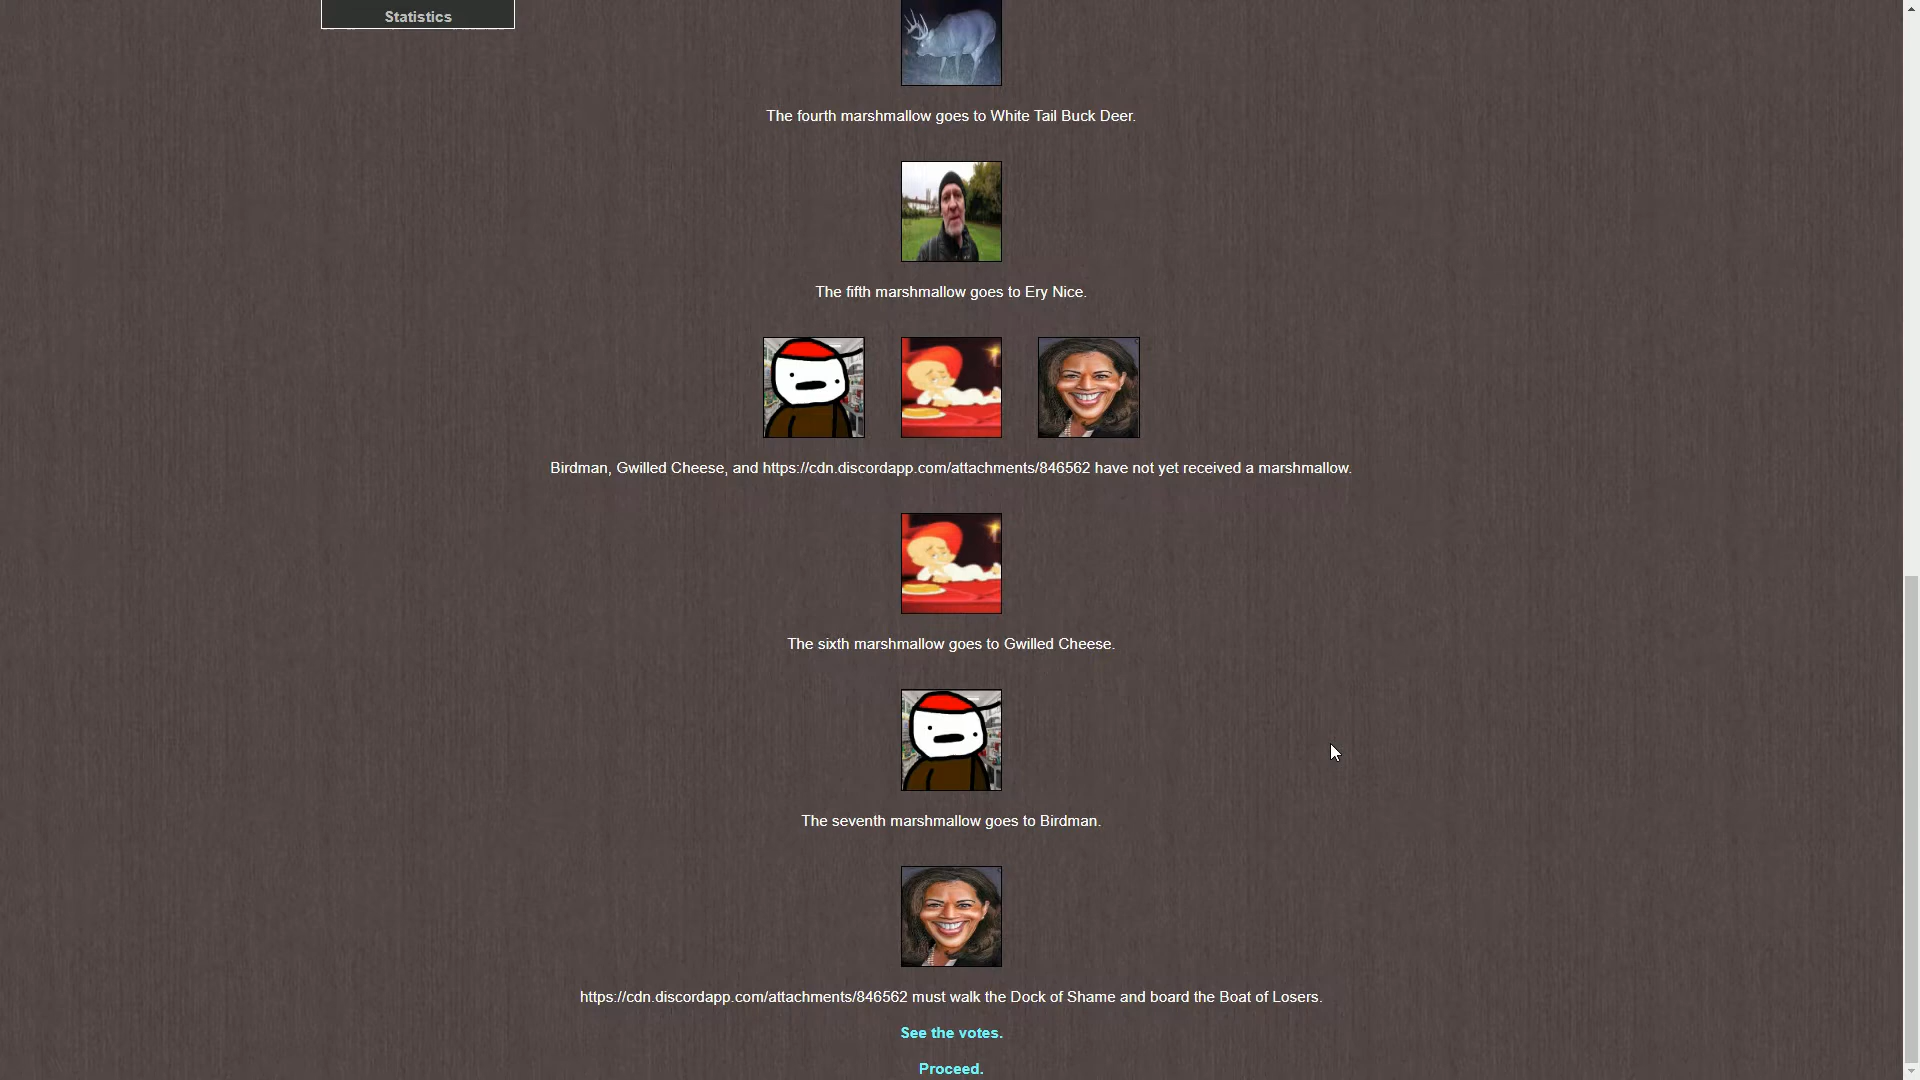 Statistics
The fourth marshmallow goes to White Tail Buck Deer.
The fifth marshmallow goes to Ery Nice.
Birdman, Gwilled Cheese, and https://cdn.discordapp.com/attachments/846562 have not yet received a marshmallow.
The sixth marshmallow goes to Gwilled Cheese.
The seventh marshmallow goes to Birdman.
https://cdn.discordapp.com/attachments/846562 must walk the Dock of Shame and board the Boat of Losers.
See the votes.
Proceed.